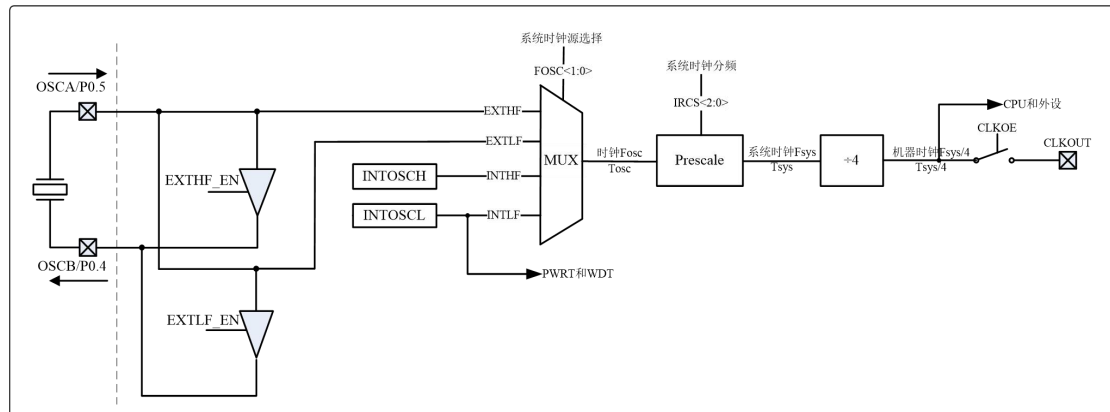 系统时钟源选择
FOSC<1:0>
系统时钟分频
IRCS<2:0>
OSCA/P0.5
EXTHF
EXTLF
INTHF
INTLF
MUX
INTOSCH
INTOSCL
PWRT和WDT
时钟Fosc
Tosc
Prescale
系统时钟Fsys
Tsys
÷4
机器时钟Fsys/4
Tsys/4
CPU和外设
CLKOE
CLKOUT
EXTHF_EN
OSCB/P0.4
EXTLF_EN